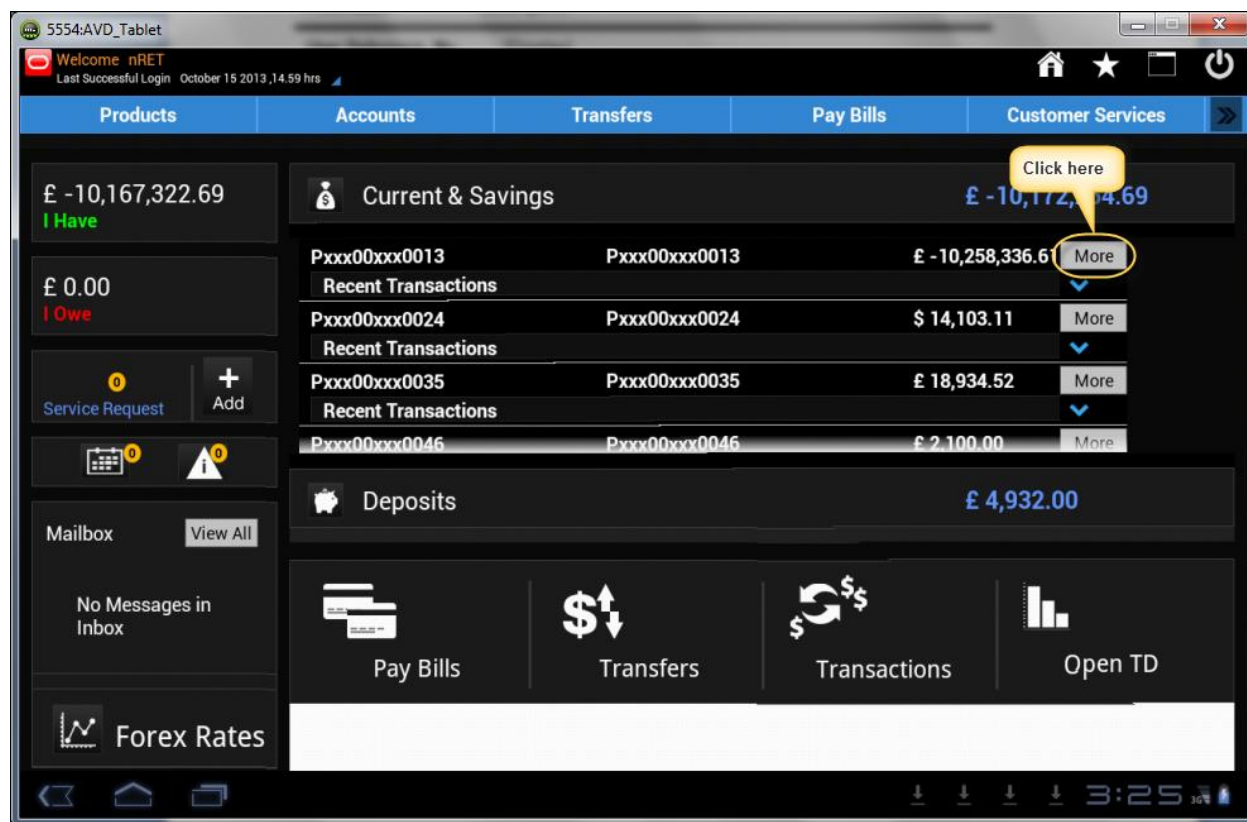 5554:AVD_Tablet
Welcome nRET
Last Successful Login October 15 2013 ,14.59 hrs
Products Accounts Transfers Pay Bills Customer Services
£ -10,167,322.69
I Have
£ 0.00
I Owe
0
Service Request
Add
0 0
Mailbox View All
No Messages in
Inbox
Forex Rates
Click here
Current & Savings
Pxxx00xxx0013 Pxxx00xxx0013 £ -10,258,336.61 More
Recent Transactions
Pxxx00xxx0024 Pxxx00xxx0024 $ 14,103.11 More
Recent Transactions
Pxxx00xxx0035 Pxxx00xxx0035 £ 18,934.52 More
Recent Transactions
Pxxx00xxx0046 Pxxx00xxx0046 £ 2,100.00 More
Deposits £ 4,932.00
Pay Bills Transfers Transactions Open TD
3:25 3G